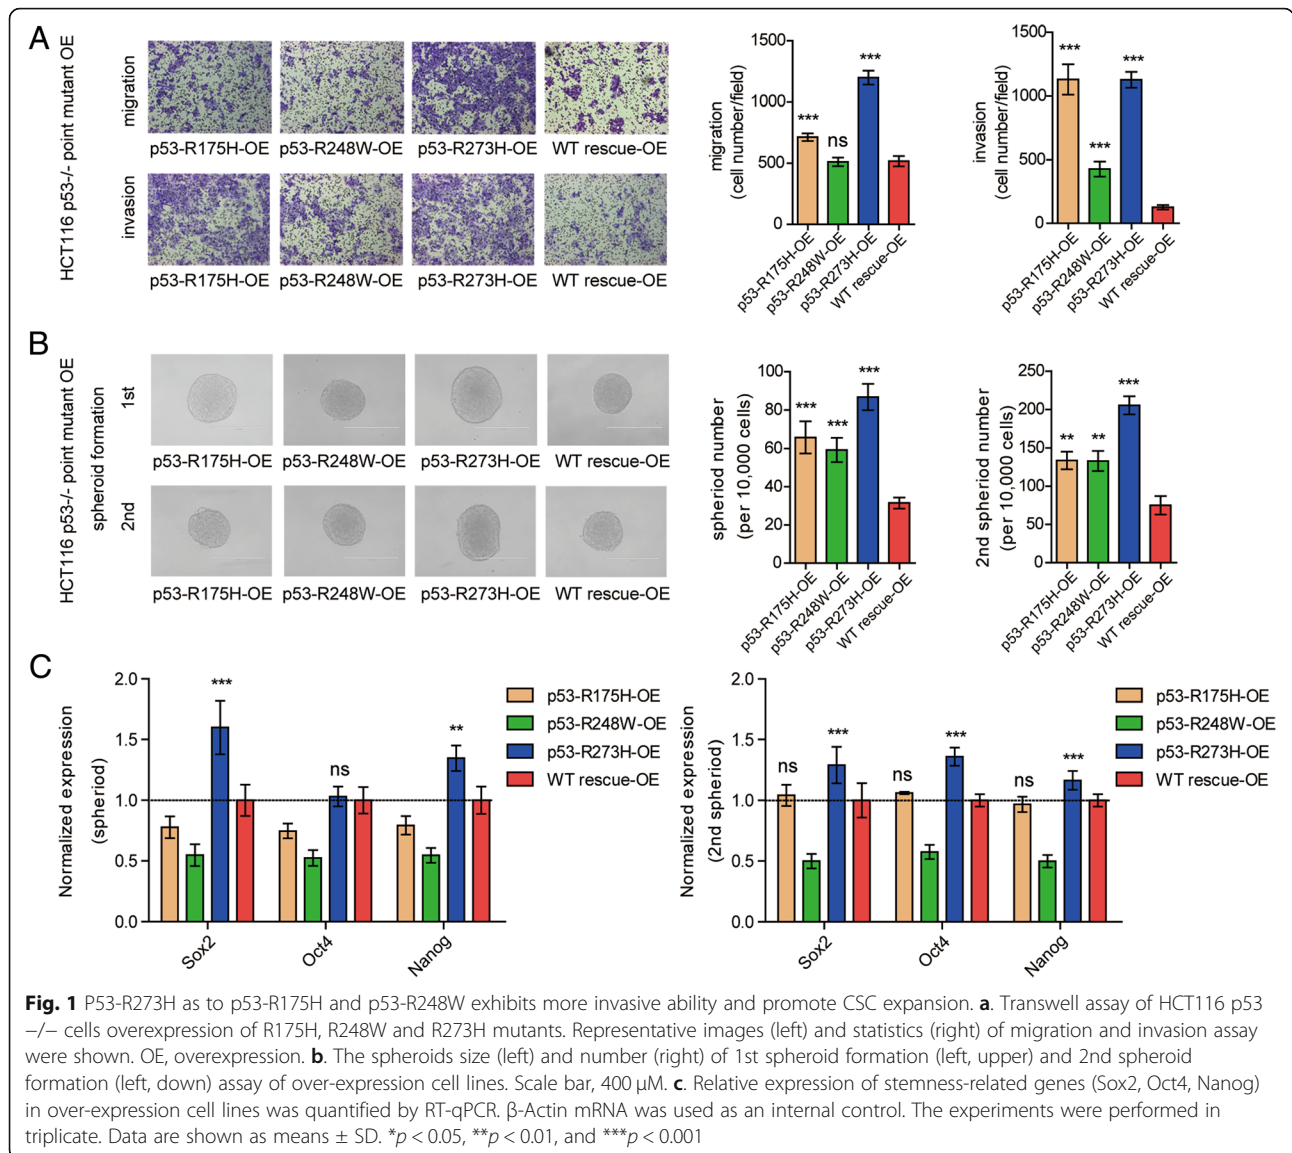 A
HCT116 p53-/- point mutant OE
migration
p53-R175H-OE p53-R248W-OE p53-R273H-OE WT rescue-OE
invasion
p53-R175H-OE p53-R248W-OE p53-R273H-OE WT rescue-OE
migration
(cell number/field)
1500
1000
500
0
*** ns *** 
p53-R175H-OE
p53-R248W-OE
p53-R273H-OE
WT rescue-OE
invasion
(cell number/field)
1500
1000
500
0
*** *** ***
p53-R175H-OE
p53-R248W-OE
p53-R273H-OE
WT rescue-OE
B
HCT116 p53-/- point mutant OE
spheroid formation
1st
p53-R175H-OE p53-R248W-OE p53-R273H-OE WT rescue-OE
2nd
p53-R175H-OE p53-R248W-OE p53-R273H-OE WT rescue-OE
spheriod number
(per 10,000 cells)
100
80
60
40
20
0
*** *** ***
p53-R175H-OE
p53-R248W-OE
p53-R273H-OE
WT rescue-OE
2nd spheriod number
(per 10,000 cells)
250
200
150
100
50
0
** ** ***
p53-R175H-OE
p53-R248W-OE
p53-R273H-OE
WT rescue-OE
C
Normalized expression
(spheriod)
2.0
1.5
1.0
0.5
0.0
*** ns **
Sox2 Oct4 Nanog
p53-R175H-OE
p53-R248W-OE
p53-R273H-OE
WT rescue-OE
Normalized expression
(2nd spheriod)
2.0
1.5
1.0
0.5
0.0
ns *** ns *** ns ***
Sox2 Oct4 Nanog
p53-R175H-OE
p53-R248W-OE
p53-R273H-OE
WT rescue-OE
Fig. 1 P53-R273H as to p53-R175H and p53-R248W exhibits more invasive ability and promote CSC expansion. a. Transwell assay of HCT116 p53
−/− cells overexpression of R175H, R248W and R273H mutants. Representative images (left) and statistics (right) of migration and invasion assay
were shown. OE, overexpression. b. The spheroids size (left) and number (right) of 1st spheroid formation (left, upper) and 2nd spheroid
formation (left, down) assay of over-expression cell lines. Scale bar, 400 μM. c. Relative expression of stemness-related genes (Sox2, Oct4, Nanog)
in over-expression cell lines was quantified by RT-qPCR. β-Actin mRNA was used as an internal control. The experiments were performed in
triplicate. Data are shown as means ± SD. *p < 0.05, **p < 0.01, and ***p < 0.001